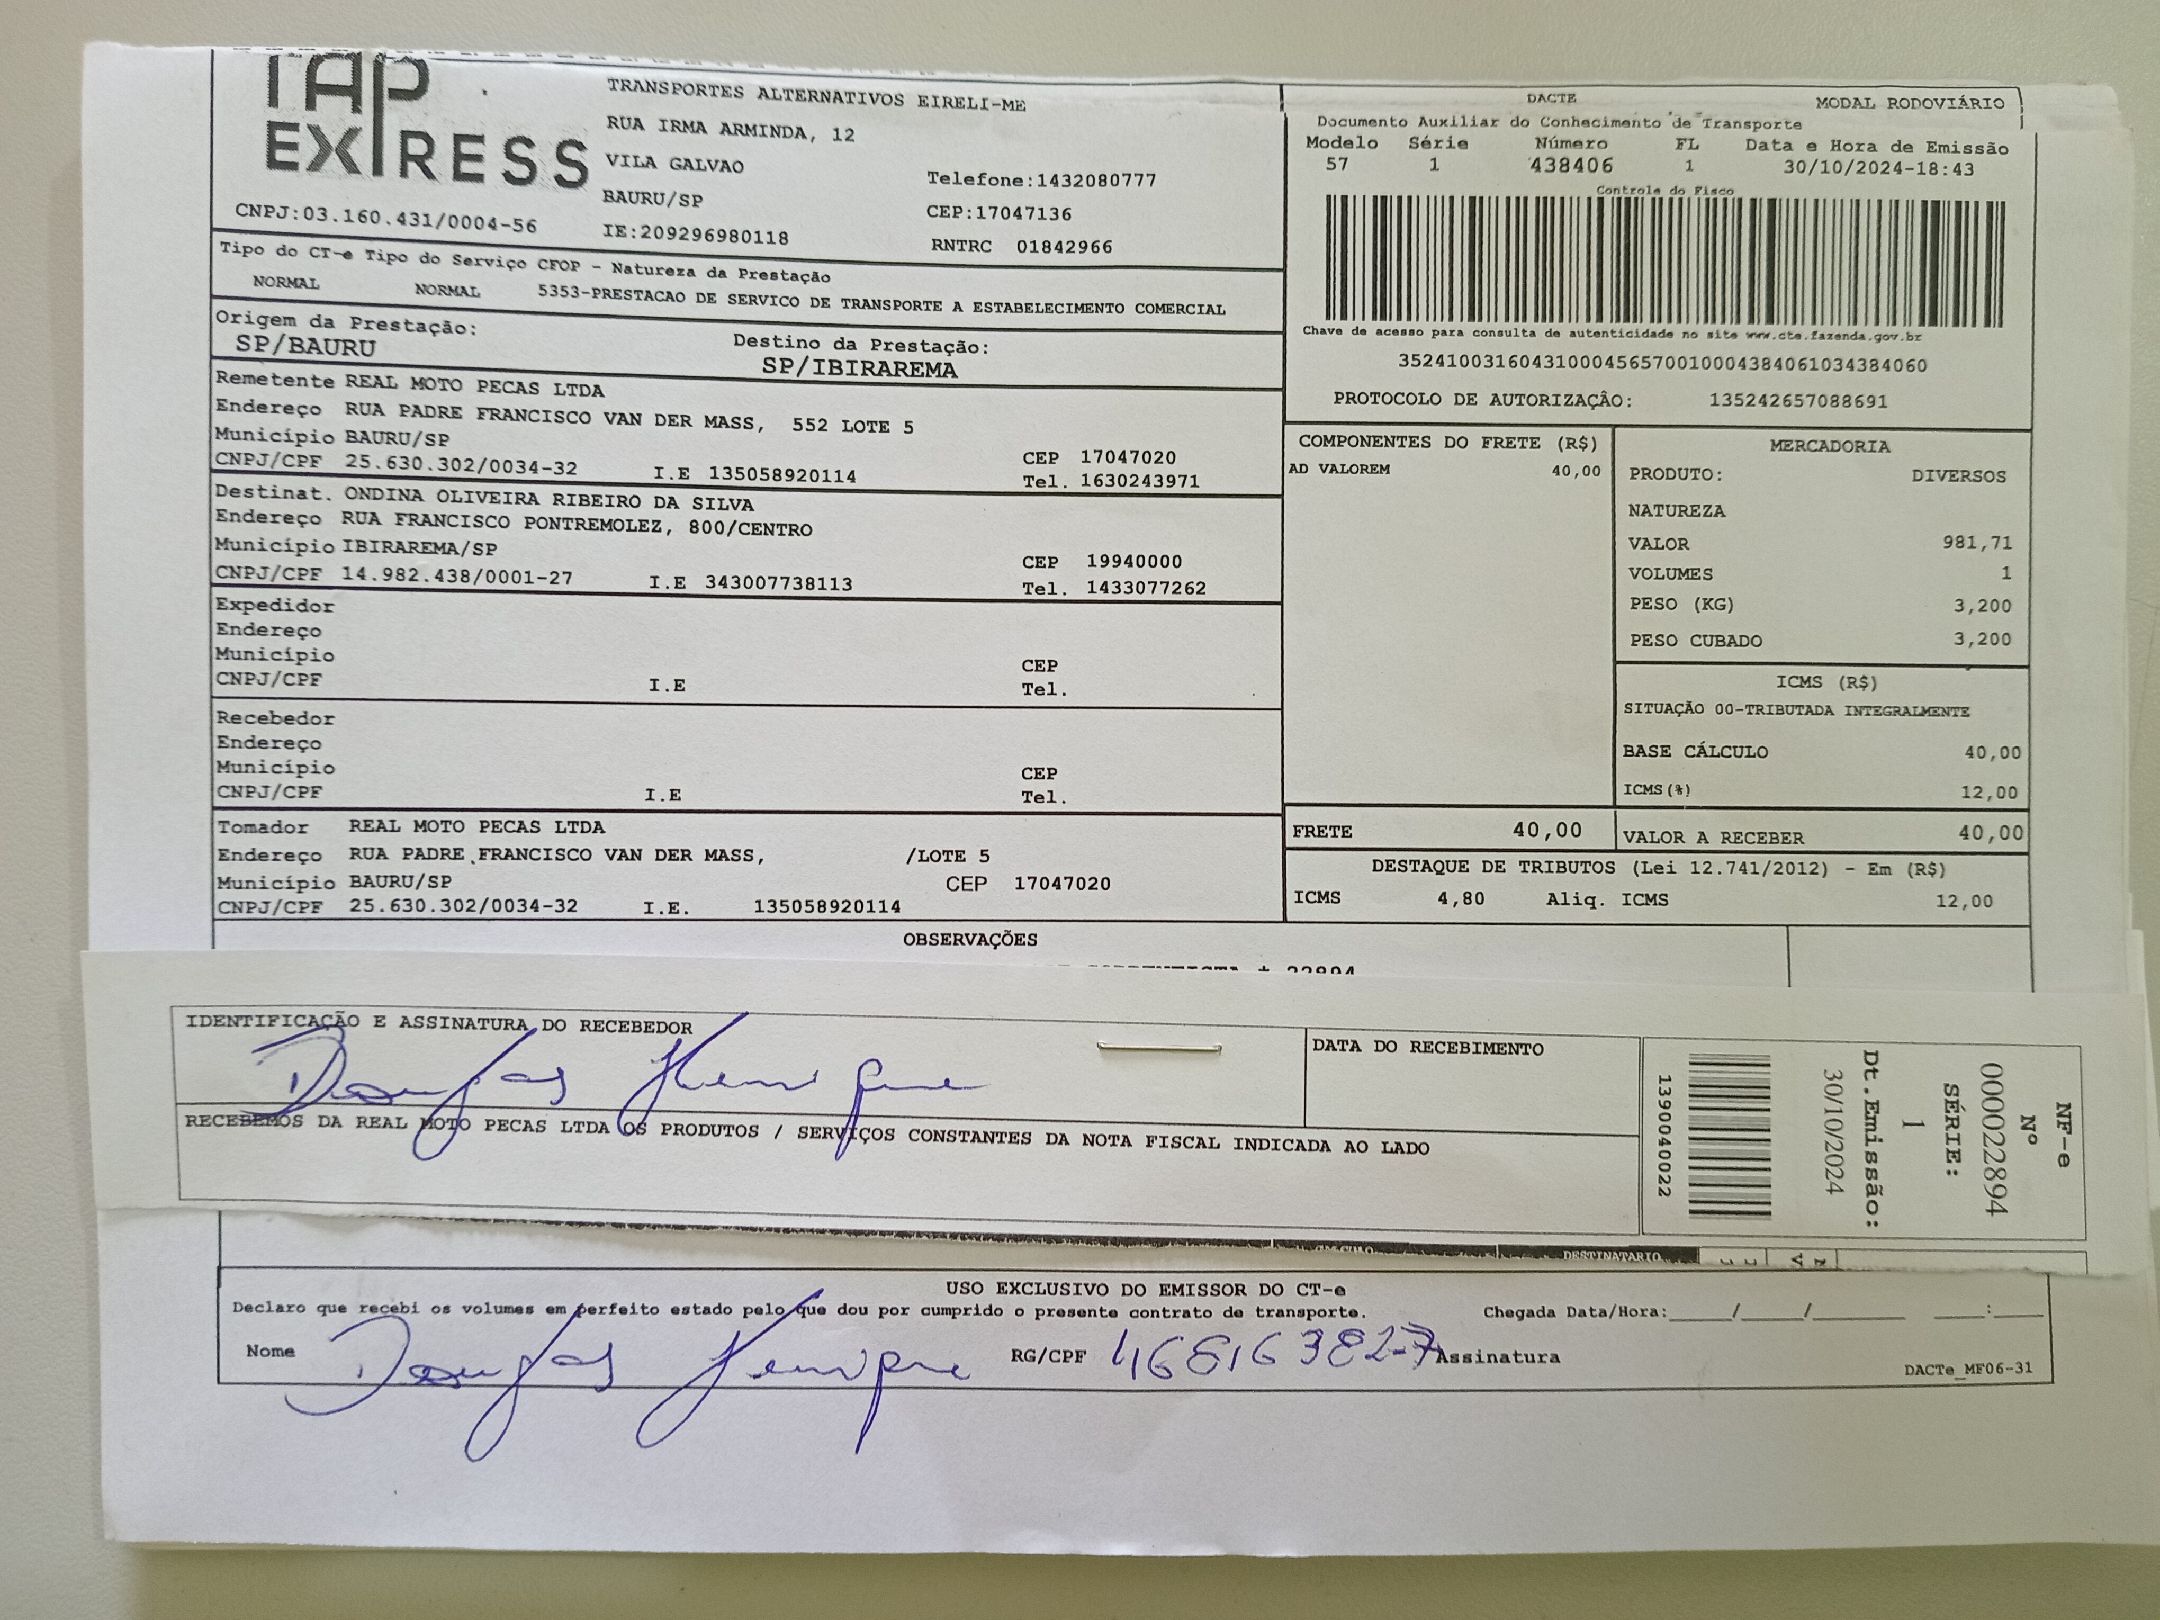 TAP
EXPRESS
TRANSPORTES ALTERNATIVOS EIRELI-ME
RUA IRMA ARMINDA, 12
VILA GALVAO
Telefone:1432080777
BAURU/SP
CEP:17047136
CNPJ:03.160.431/0004-56
IE:209296980118
RNTRC 01842966
DACTE
MODAL RODOVIÁRIO
Documento Auxiliar do Conhecimento de Transporte
Modelo Série Número FL Data e Hora de Emissão
57 1 438406 1 30/10/2024-18:43
Controle do Fisco
Chave de acesso para consulta de autenticidade no site www.cte.fazenda.gov.br
35241003160431000456570010004384061034384060
PROTOCOLO DE AUTORIZAÇÃO: 135242657088691
Tipo do CT-e Tipo do Serviço CFOP - Natureza da Prestação
NORMAL NORMAL 5353-PRESTACAO DE SERVICO DE TRANSPORTE A ESTABELECIMENTO COMERCIAL
Origem da Prestação: Destino da Prestação:
SP/BAURU SP/IBIRAREMA
Remetente REAL MOTO PECAS LTDA
Endereço RUA PADRE FRANCISCO VAN DER MASS, 552 LOTE 5
Município BAURU/SP CEP 17047020
CNPJ/CPF 25.630.302/0034-32 I.E 135058920114 Tel. 1630243971
Destinat. ONDINA OLIVEIRA RIBEIRO DA SILVA
Endereço RUA FRANCISCO PONTREMOLEZ, 800/CENTRO
Município IBIRAREMA/SP CEP 19940000
CNPJ/CPF 14.982.438/0001-27 I.E 343007738113 Tel. 1433077262
Expedidor
Endereço
Município CEP
CNPJ/CPF I.E Tel.
Recebedor
Endereço
Município CEP
CNPJ/CPF I.E Tel.
Tomador REAL MOTO PECAS LTDA
Endereço RUA PADRE FRANCISCO VAN DER MASS, /LOTE 5
Município BAURU/SP CEP 17047020
CNPJ/CPF 25.630.302/0034-32 I.E. 135058920114
COMPONENTES DO FRETE (R$)
AD VALOREM 40,00
MERCADORIA
PRODUTO: DIVERSOS
NATUREZA
VALOR 981,71
VOLUMES 1
PESO (KG) 3,200
PESO CUBADO 3,200
ICMS (R$)
SITUAÇÃO 00-TRIBUTADA INTEGRALMENTE
BASE CÁLCULO 40,00
ICMS(%) 12,00
FRETE 40,00
VALOR A RECEBER 40,00
DESTAQUE DE TRIBUTOS (Lei 12.741/2012) - Em (R$)
ICMS 4,80 Aliq. ICMS 12,00
OBSERVAÇÕES
IDENTIFICAÇÃO E ASSINATURA DO RECEBEDOR
Douglas Henrique
DATA DO RECEBIMENTO
RECEBEMOS DA REAL MOTO PECAS LTDA OS PRODUTOS / SERVIÇOS CONSTANTES DA NOTA FISCAL INDICADA AO LADO
1390040022
NF-e
Nº
000022894
SÉRIE:
1
Dt.Emissão:
30/10/2024
DESTINATARIO
USO EXCLUSIVO DO EMISSOR DO CT-e
Declaro que recebi os volumes em perfeito estado pelo que dou por cumprido o presente contrato de transporte. Chegada Data/Hora:____/____/______ ____:____
Nome Douglas Henrique RG/CPF 46816382-7 Assinatura
DACTe_MF06-31